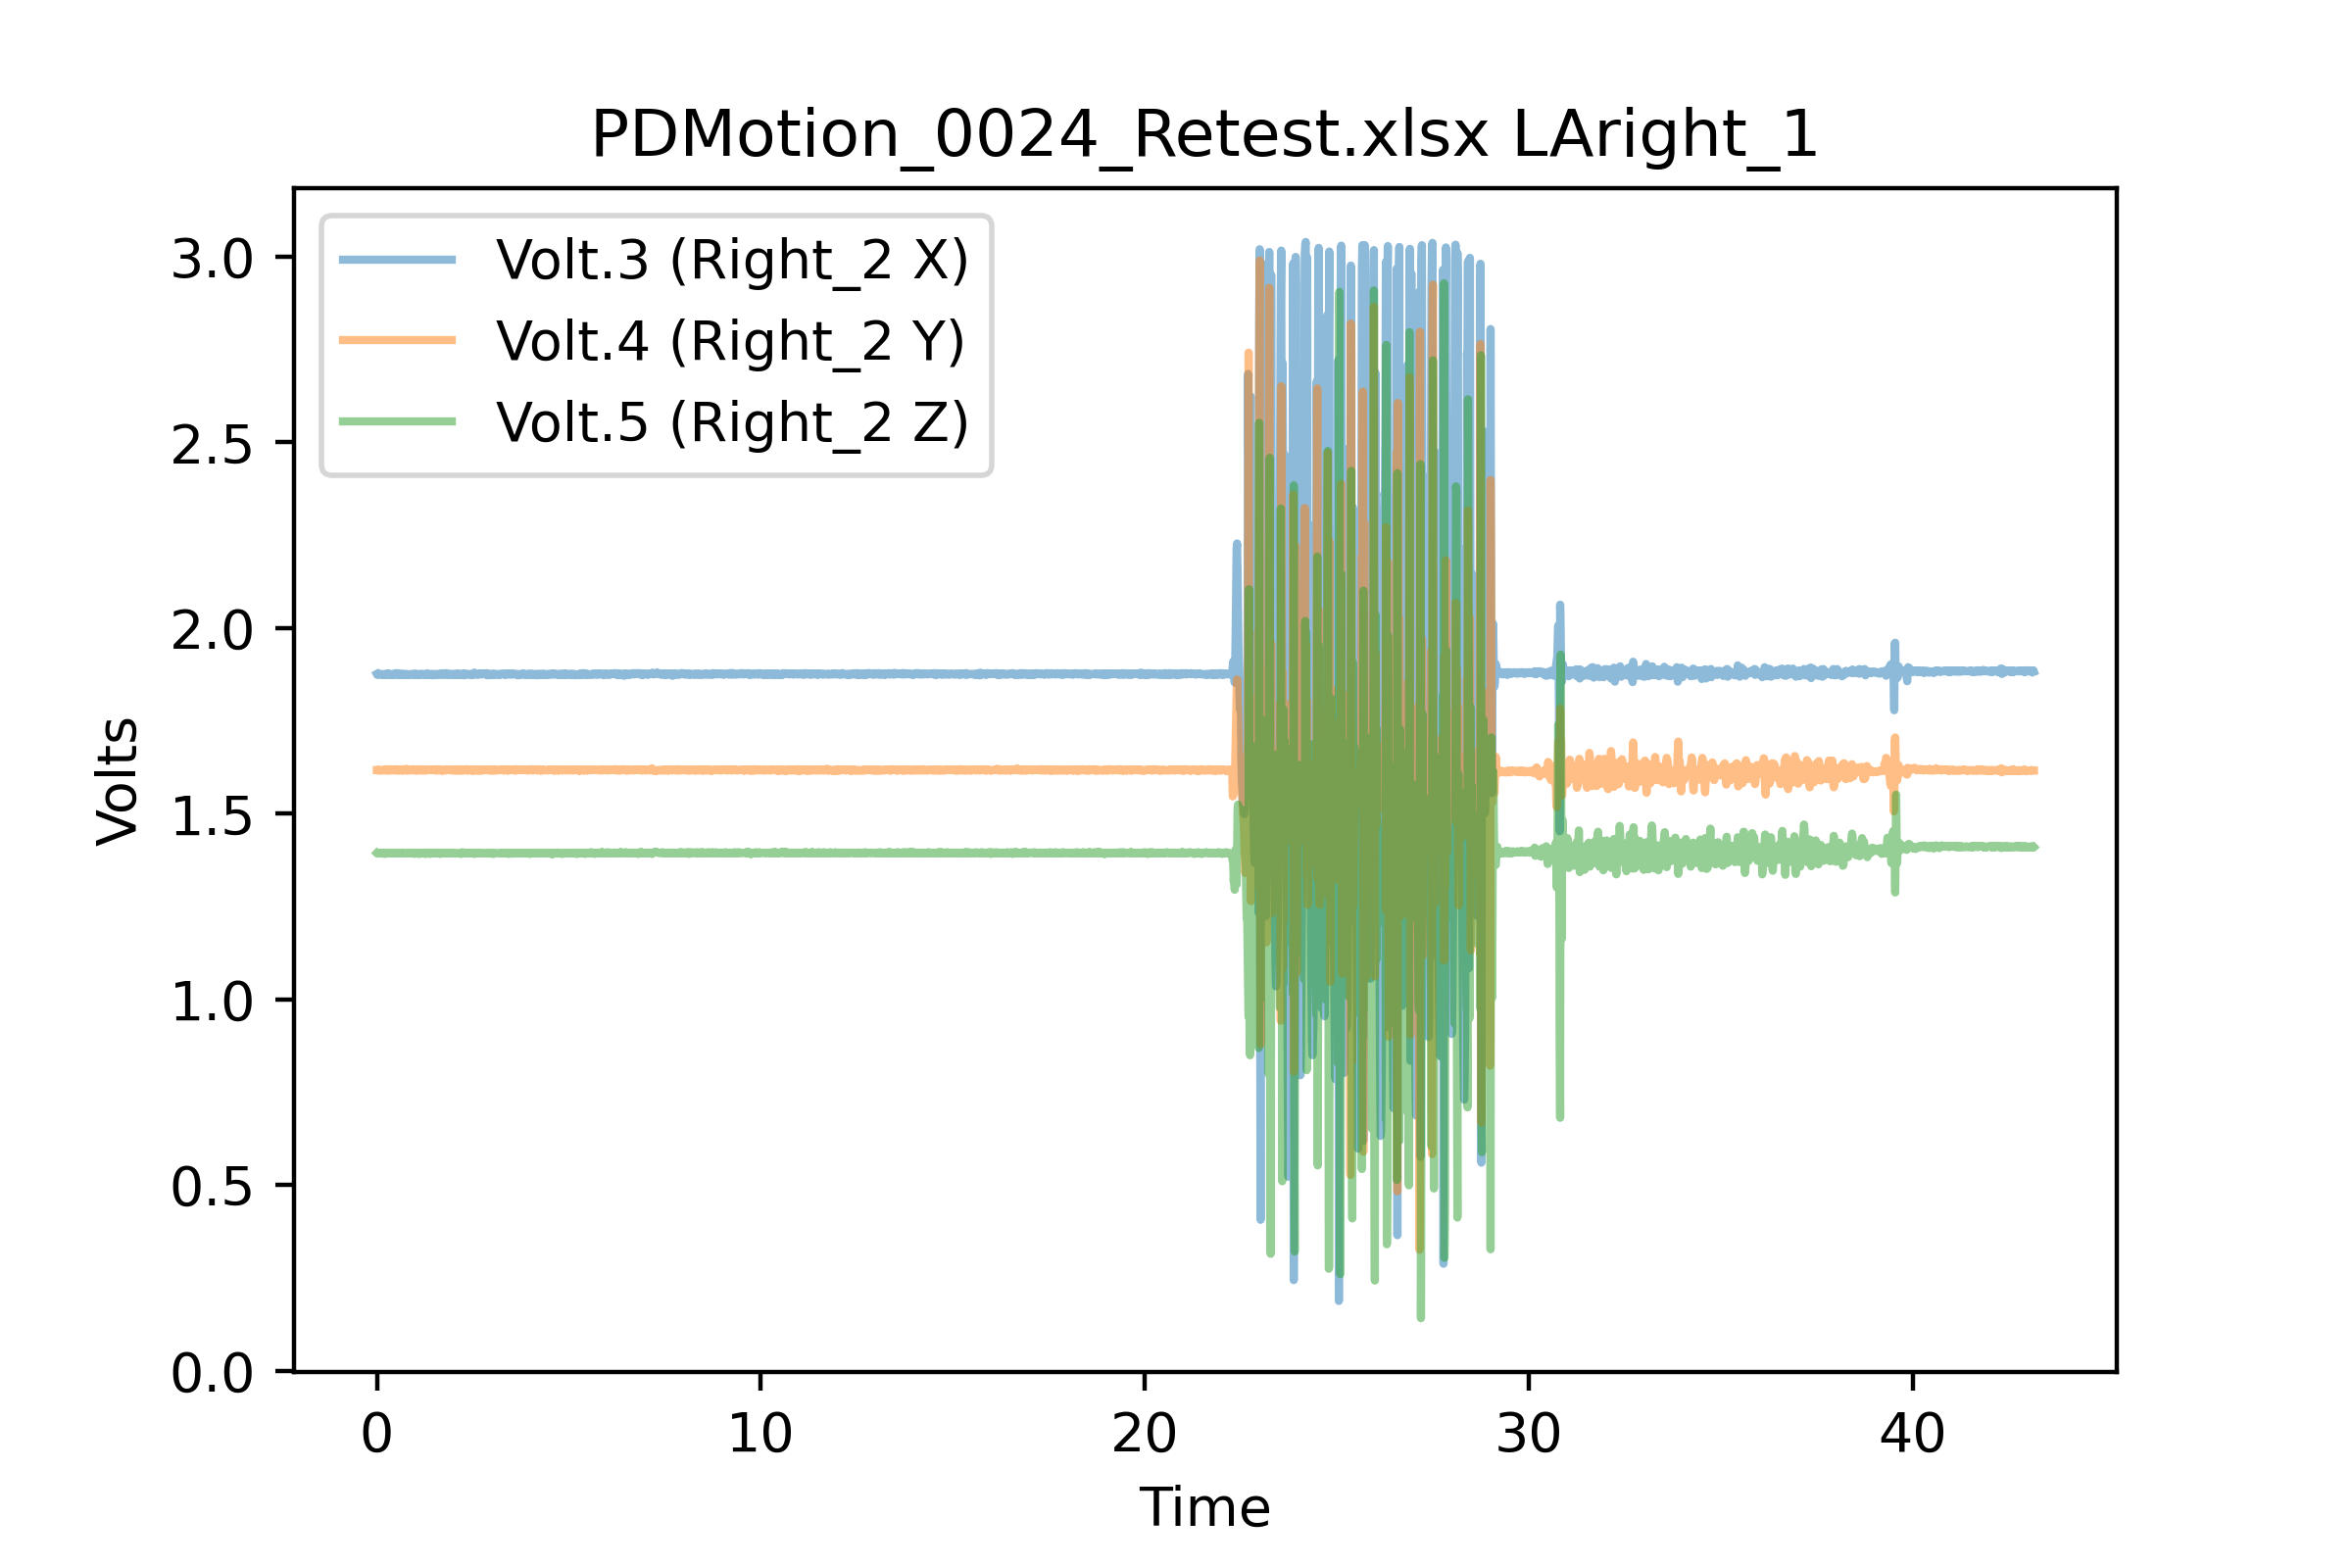 PDMotion_0024_Retest.xlsx LAright_1
Volt.3 (Right_2 X)
Volt.4 (Right_2 Y)
Volt.5 (Right_2 Z)
3.0
2.5
2.0
1.5
1.0
0.5
0.0
Volts
0 10 20 30 40
Time